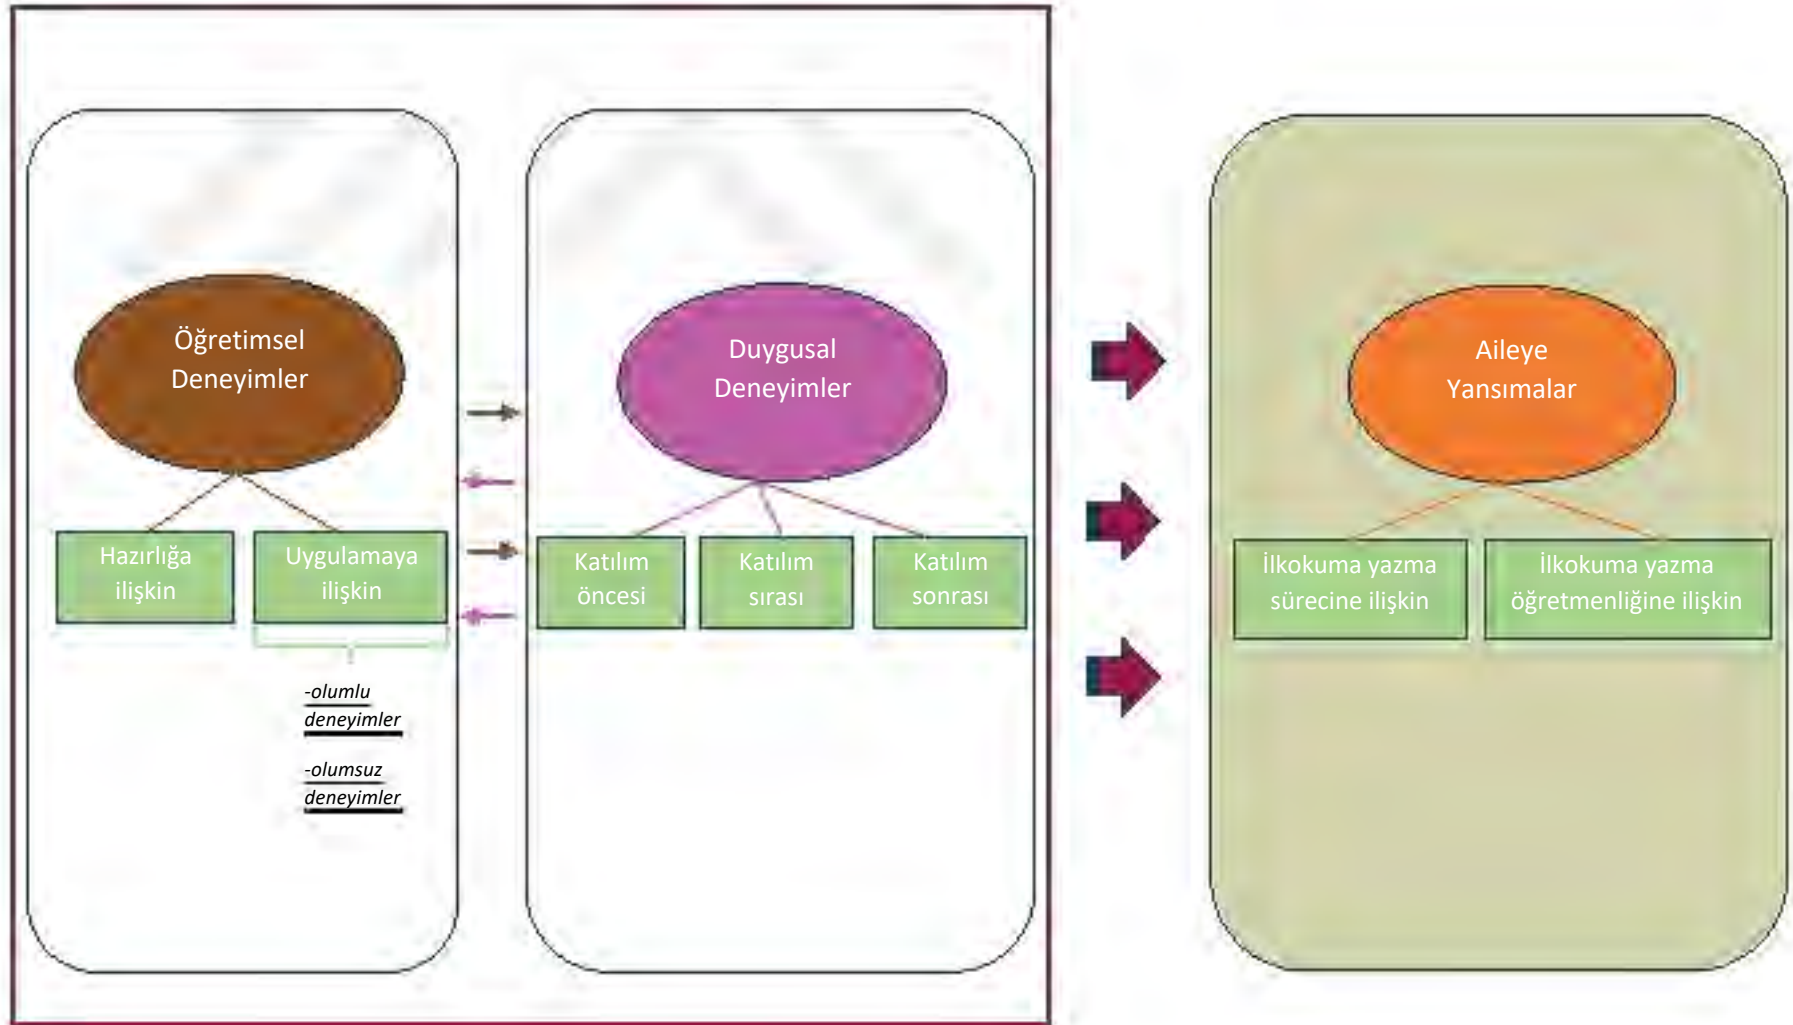 Öğretimsel
Deneyimler
Hazırlığa
ilişkin
Uygulamaya
ilişkin
-olumlu
deneyimler
-olumsuz
deneyimler
Duygusal
Deneyimler
Katılım
öncesi
Katılım
sırası
Katılım
sonrası
Aileye
Yansımalar
İlkokuma yazma
sürecine ilişkin
İlkokuma yazma
öğretmenliğine ilişkin